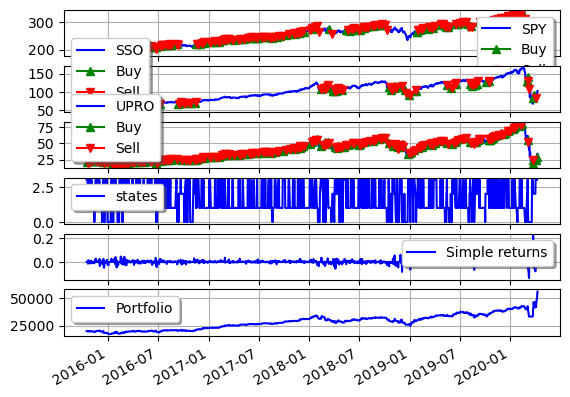 300
200
SPY
Buy
Sell
SSO
Buy
Sell
150
100
50
UPRO
Buy
Sell
75
50
25
2.5
0.0
states
0.2
0.0
Simple returns
50000
25000
Portfolio
2016-01
2016-07
2017-01
2017-07
2018-01
2018-07
2019-01
2019-07
2020-01